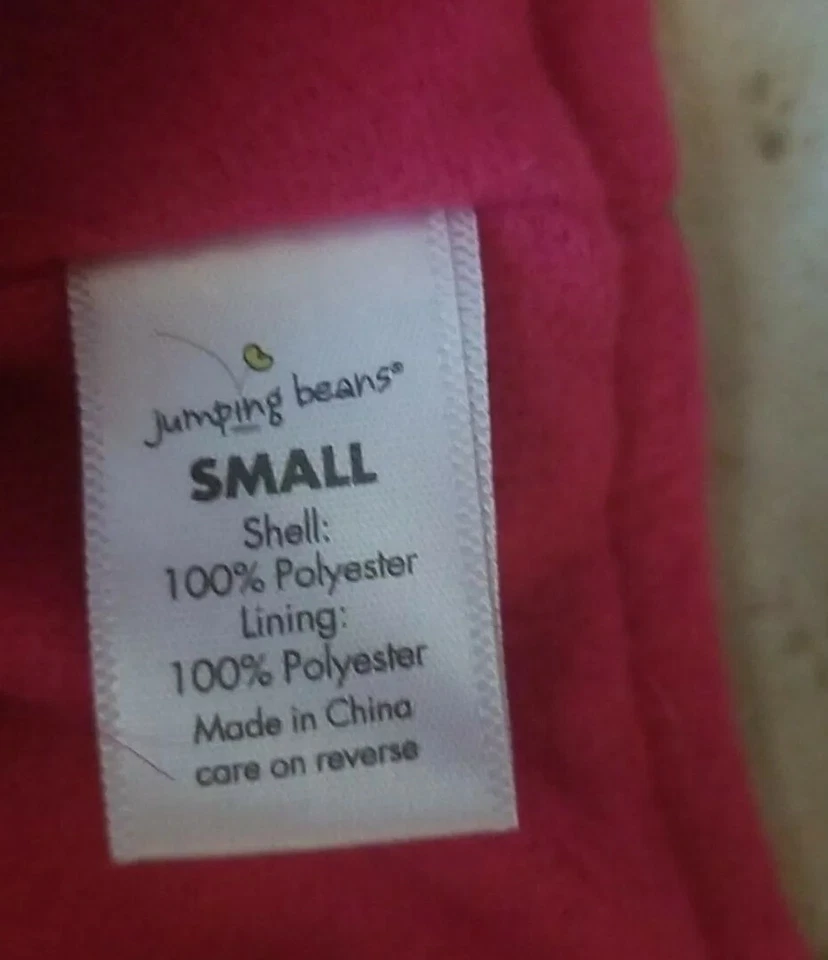 jumping beans®
SMALL
Shell:
100% Polyester
Lining:
100% Polyester
Made in China
care on reverse